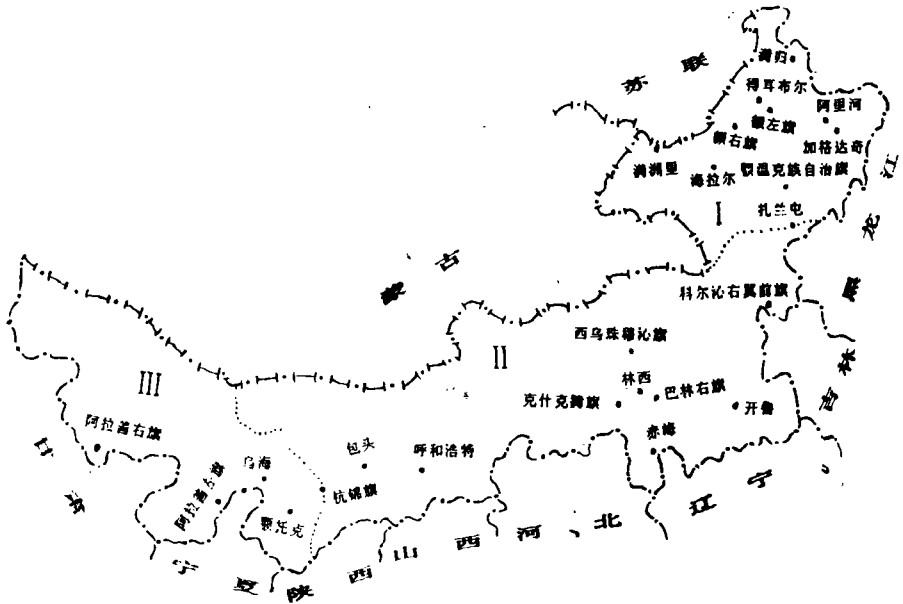 苏联
满归
得耳布尔
阿里河
额左旗
额右旗
加格达奇
满洲里
海拉尔
鄂温克族自治旗
I
扎兰屯
黑龙江
蒙古
科尔沁右翼前旗
II
西乌珠穆沁旗
III
林西
巴林右旗
克什克腾旗
开鲁
吉林
阿拉善右旗
赤峰
甘肃
乌海
包头
呼和浩特
阿拉善左旗
杭锦旗
鄂托克
宁夏
陕西
山西
河北
辽宁